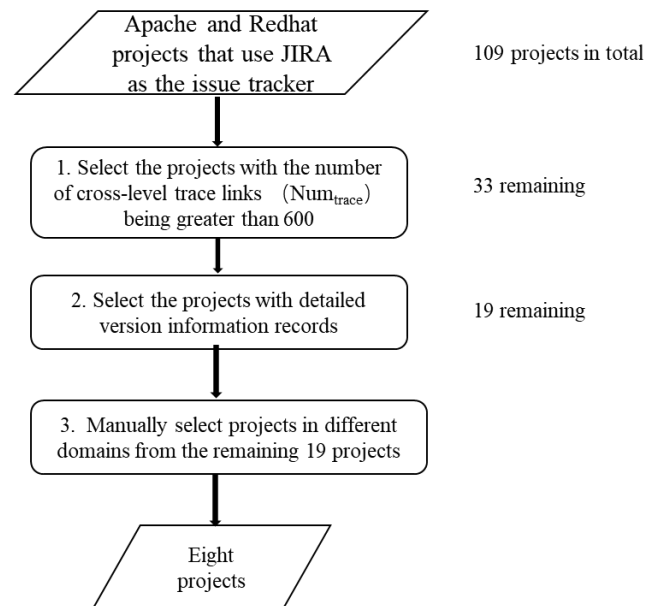 Apache and Redhat
projects that use JIRA
as the issue tracker
109 projects in total
1. Select the projects with the number
of cross-level trace links （Numtrace）
being greater than 600
33 remaining
2. Select the projects with detailed
version information records
19 remaining
3. Manually select projects in different
domains from the remaining 19 projects
Eight
projects